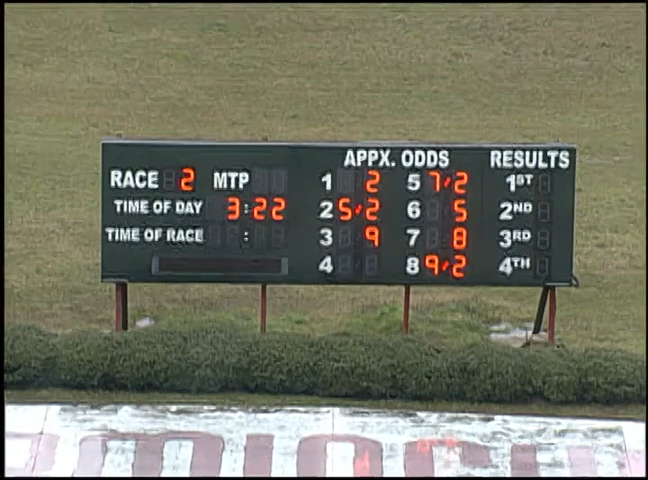 APPX. ODDS RESULTS
RACE 2 MTP 1 2 5 7/2 1ST
TIME OF DAY 3:22 2 5/2 6 5 2ND
TIME OF RACE : 3 9 7 8 3RD
4 8 9/2 4TH